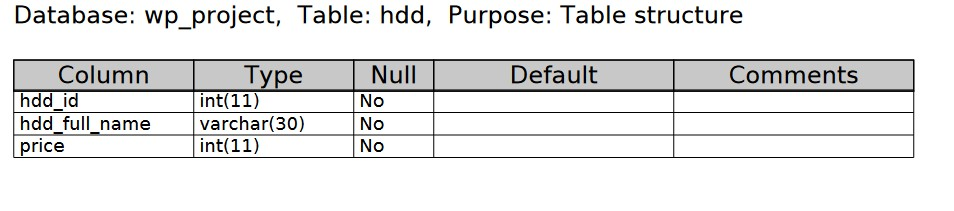 Database: wp_project, Table: hdd, Purpose: Table structure
Column Type Null Default Comments
hdd_id int(11) No
hdd_full_name varchar(30) No
price int(11) No